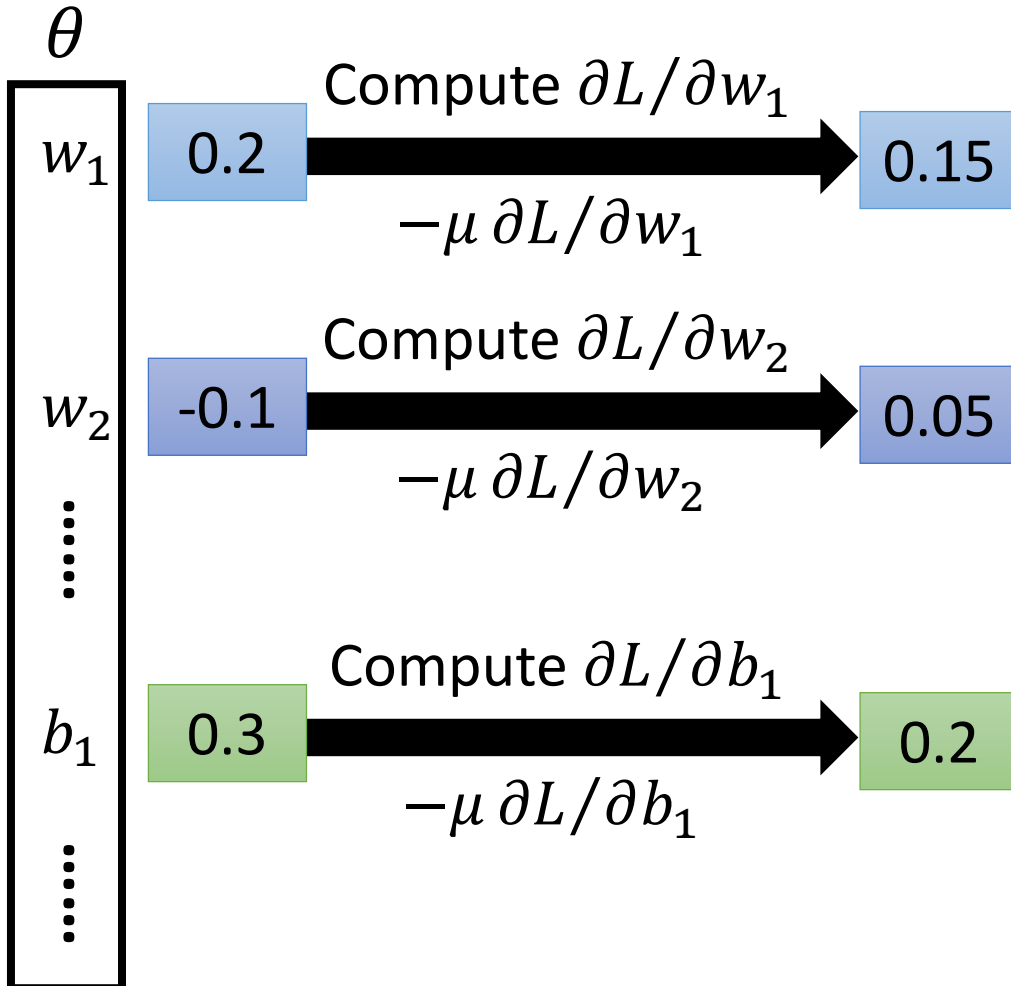 θ
Compute ∂L/∂w₁
w₁ 0.2 0.15
−μ ∂L/∂w₁
Compute ∂L/∂w₂
w₂ -0.1 0.05
−μ ∂L/∂w₂
……
Compute ∂L/∂b₁
b₁ 0.3 0.2
−μ ∂L/∂b₁
……